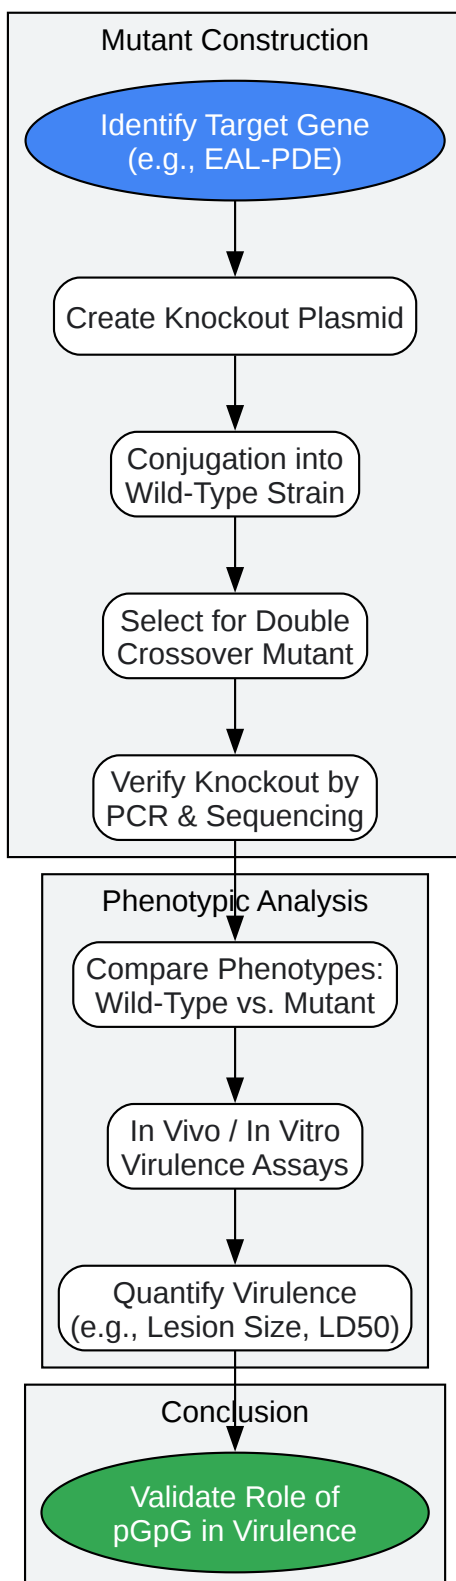 Mutant Construction
Identify Target Gene
(e.g., EAL-PDE)
Create Knockout Plasmid
Conjugation into
Wild-Type Strain
Select for Double
Crossover Mutant
Verify Knockout by
PCR & Sequencing
Phenotypic Analysis
Compare Phenotypes:
Wild-Type vs. Mutant
In Vivo / In Vitro
Virulence Assays
Quantify Virulence
(e.g., Lesion Size, LD50)
Conclusion
Validate Role of
pGpG in Virulence